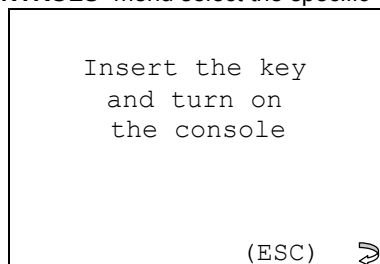 menu select the specific
Insert the key
and turn on
the console
(ESC)